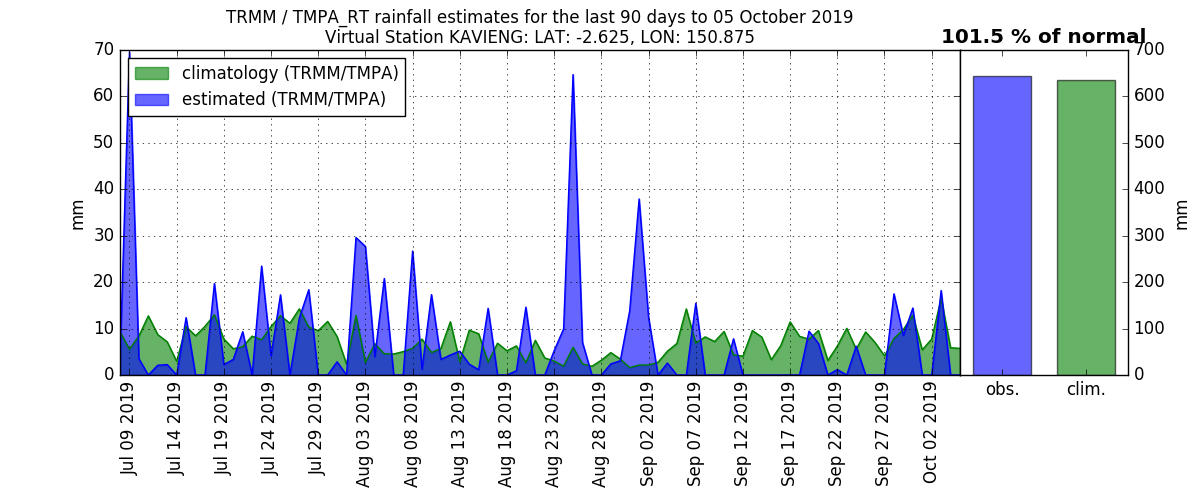 TRMM / TMPA_RT rainfall estimates for the last 90 days to 05 October 2019
Virtual Station KAVIENG: LAT: -2.625, LON: 150.875
101.5 % of normal
climatology (TRMM/TMPA)
estimated (TRMM/TMPA)
70
60
50
40
30
20
10
0
mm
Jul 09 2019
Jul 14 2019
Jul 19 2019
Jul 24 2019
Jul 29 2019
Aug 03 2019
Aug 08 2019
Aug 13 2019
Aug 18 2019
Aug 23 2019
Aug 28 2019
Sep 02 2019
Sep 07 2019
Sep 12 2019
Sep 17 2019
Sep 22 2019
Sep 27 2019
Oct 02 2019
700
600
500
400
300
200
100
0
mm
obs.
clim.